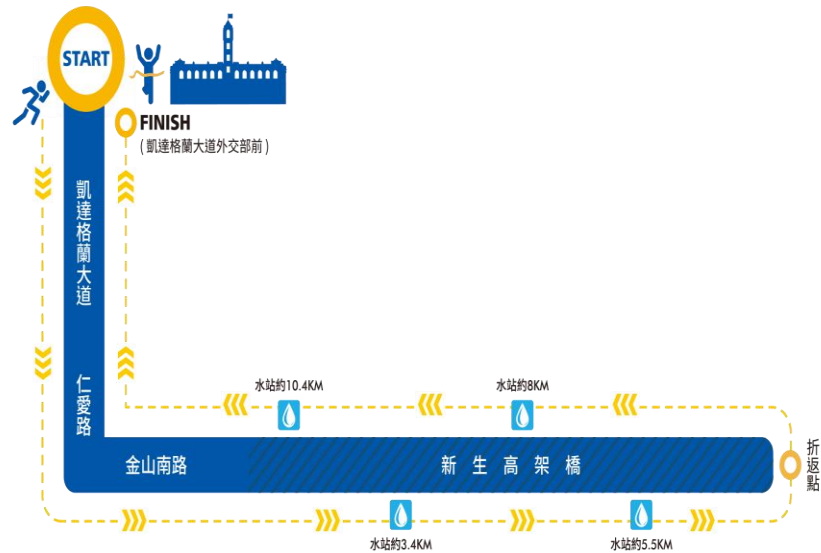 START
FINISH
(凱達格蘭大道外交部前)
凱達格蘭大道
仁愛路
水站約10.4KM
水站約8KM
金山南路
新生高架橋
折返點
水站約3.4KM
水站約5.5KM